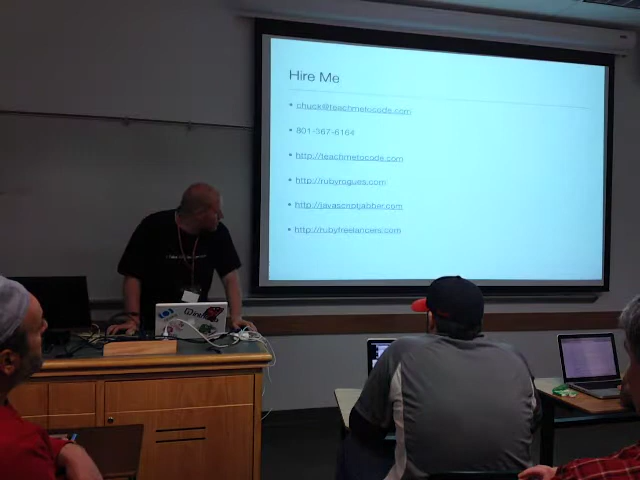 Hire Me
chuck@teachmetocode.com
801-367-6164
http://teachmetocode.com
http://rubyrogues.com
http://javascriptjabber.com
http://rubyfreelancers.com